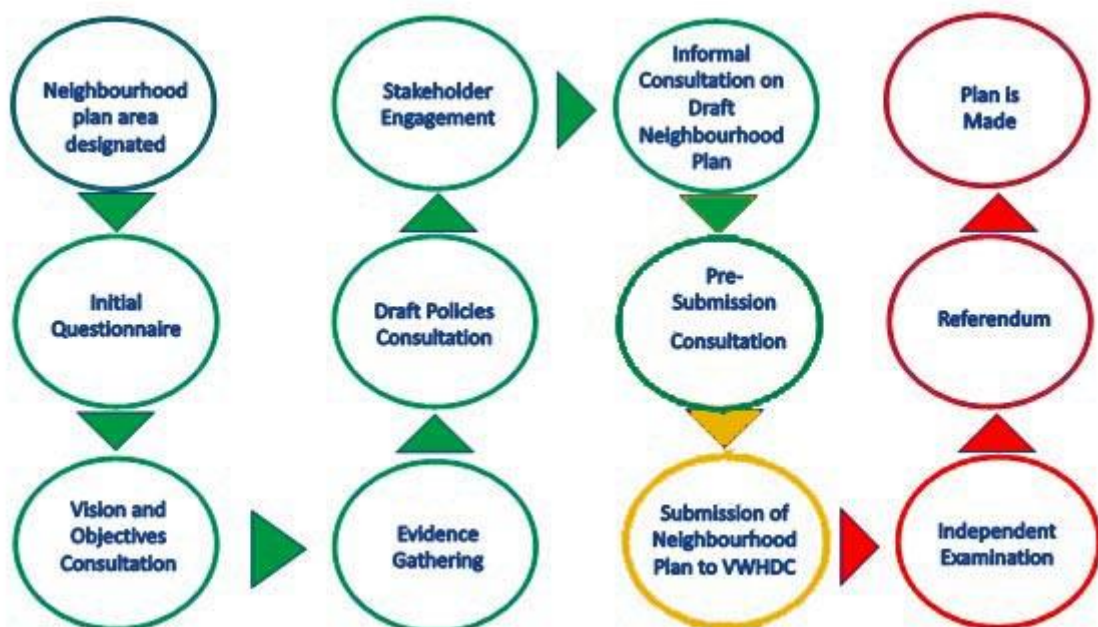 Neighbourhood
plan area
designated
Initial
Questionnaire
Vision and
Objectives
Consultation
Evidence
Gathering
Draft Policies
Consultation
Stakeholder
Engagement
Informal
Consultation on
Draft
Neighbourhood
Plan
Pre-
Submission
Consultation
Submission of
Neighbourhood
Plan to VWHDC
Independent
Examination
Referendum
Plan is
Made